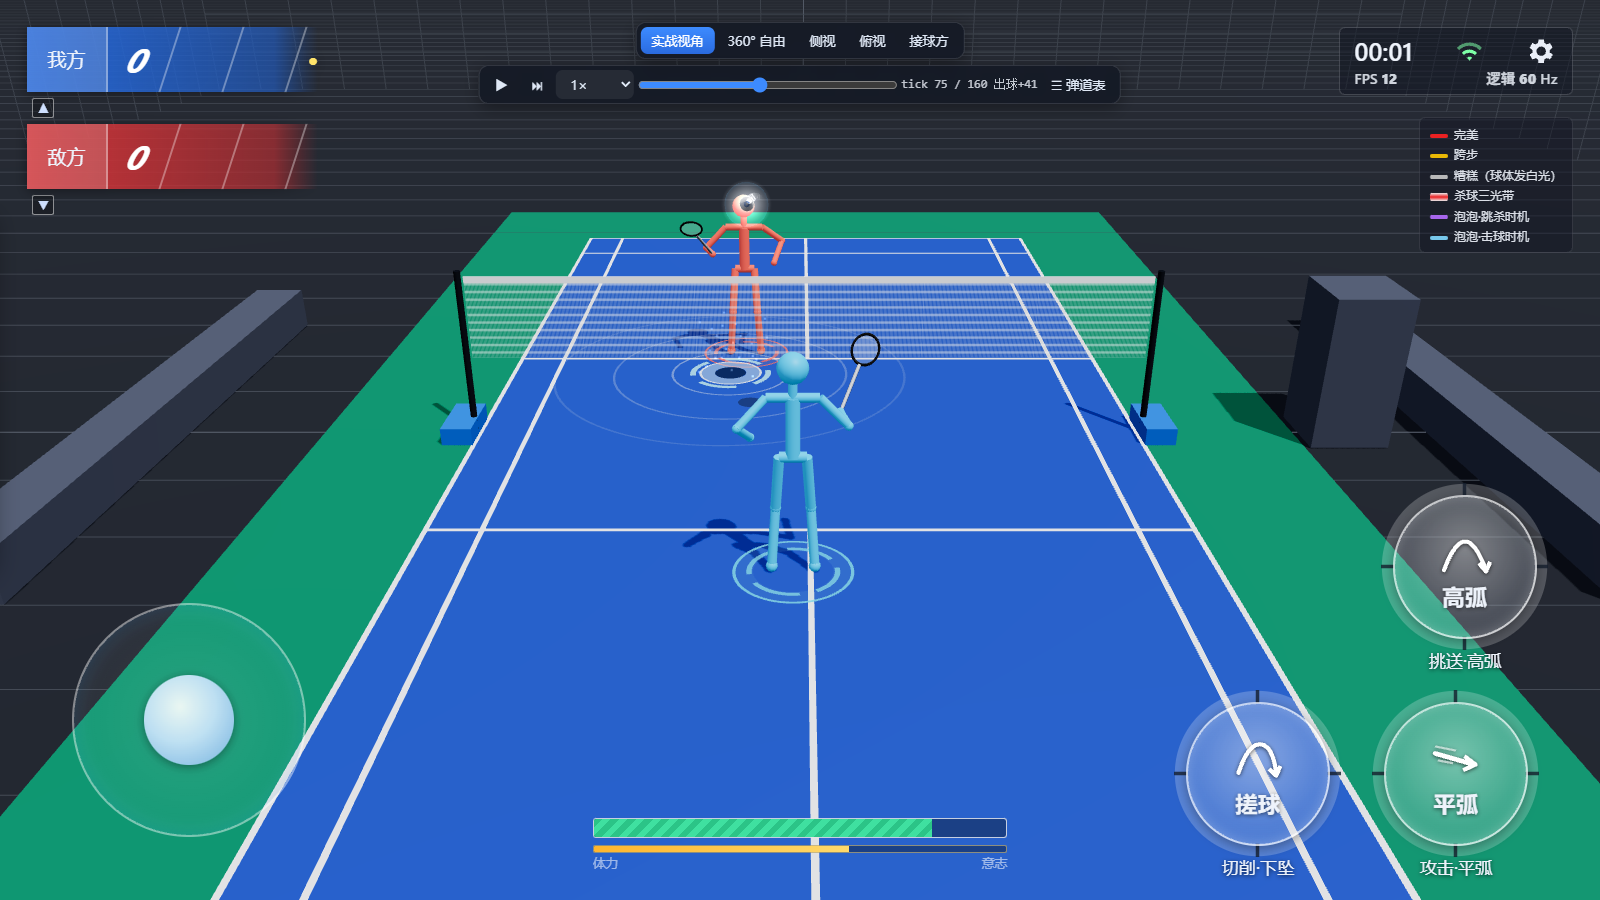 我方 0
敌方 0
实战视角 360° 自由 侧视 俯视 接球方
1× tick 75 / 160 出球+41 ☰ 弹道表
00:01
FPS 12 逻辑 60 Hz
完美
跨步
糟糕（球体发白光）
杀球三光带
泡泡·跳杀时机
泡泡·击球时机
高弧
挑送·高弧
搓球
切削·下坠
平弧
攻击·平弧
体力 意志